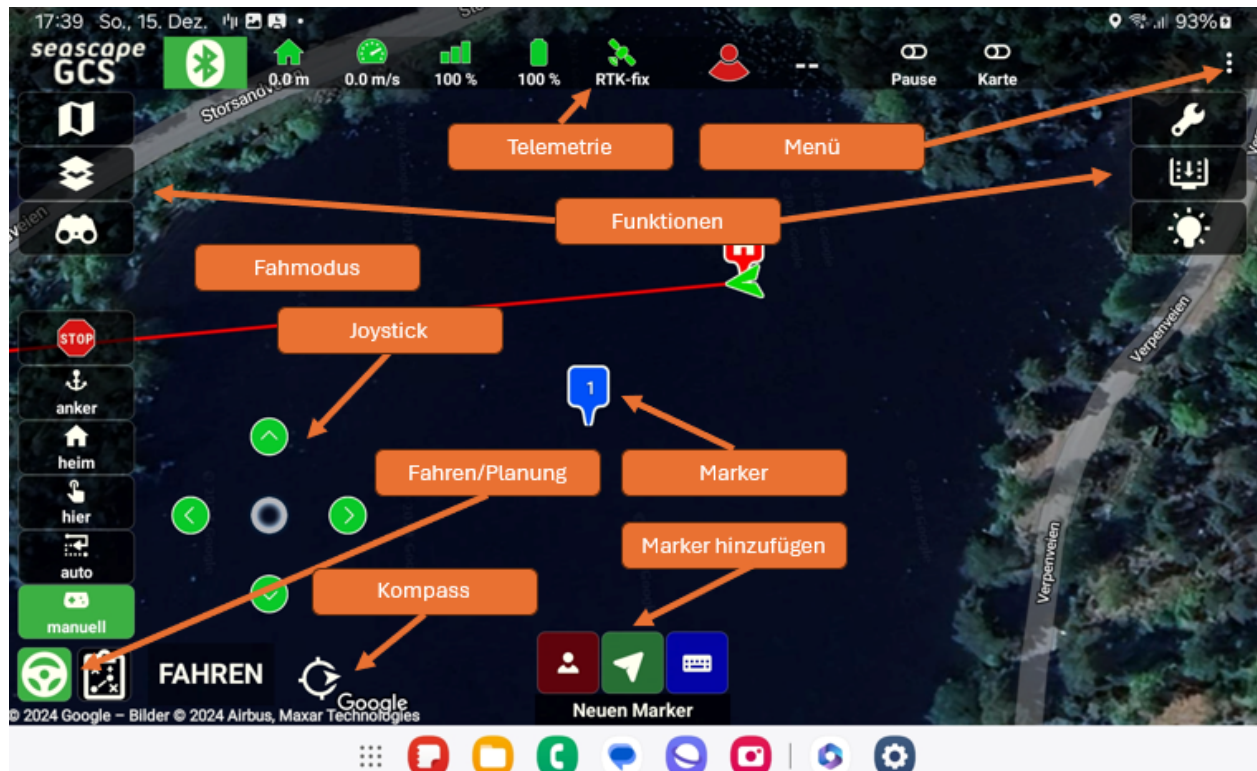 17:39 So., 15. Dez.
93%
seascape
GCS
0.0 m
0.0 m/s
100 %
100 %
RTK-fix
--
Pause
Karte
Storsandv
Telemetrie
Menü
Funktionen
Fahmodus
Joystick
STOP
anker
heim
hier
auto
manuell
1
Fahren/Planung
Marker
Marker hinzufügen
Kompass
Verpenveien
Verpenveien
FAHREN
Google
© 2024 Google – Bilder © 2024 Airbus, Maxar Technologies
Neuen Marker